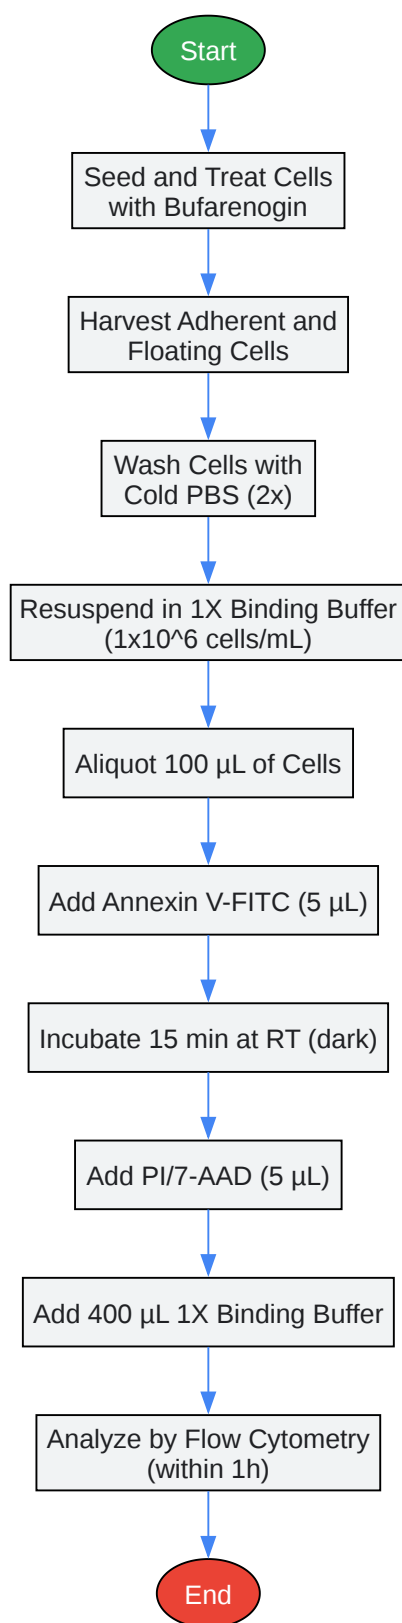 Start
Seed and Treat Cells
with Bufarenogin
Harvest Adherent and
Floating Cells
Wash Cells with
Cold PBS (2x)
Resuspend in 1X Binding Buffer
(1x10^6 cells/mL)
Aliquot 100 µL of Cells
Add Annexin V-FITC (5 µL)
Incubate 15 min at RT (dark)
Add PI/7-AAD (5 µL)
Add 400 µL 1X Binding Buffer
Analyze by Flow Cytometry
(within 1h)
End